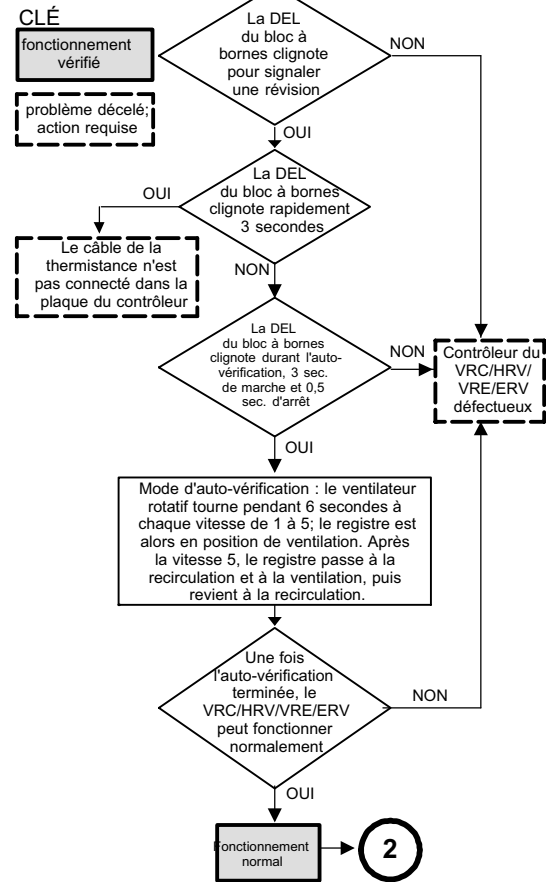 CLÉ
fonctionnement
vérifié
problème décelé;
action requise
La DEL
du bloc à
bornes clignote
pour signaler
une révision
NON
OUI
La DEL
du bloc à bornes
clignote rapidement
3 secondes
OUI
Le câble de la
thermistance n'est
pas connecté dans la
plaque du contrôleur
NON
La DEL
du bloc à bornes
clignote durant l'auto-
vérification, 3 sec.
de marche et 0,5
sec. d'arrêt
NON
Contrôleur du
VRC/HRV/
VRE/ERV
défectueux
OUI
Mode d'auto-vérification : le ventilateur
rotatif tourne pendant 6 secondes à
chaque vitesse de 1 à 5; le registre est
alors en position de ventilation. Après
la vitesse 5, le registre passe à la
recirculation et à la ventilation, puis
revient à la recirculation.
Une fois
l'auto-vérification
terminée, le
VRC/HRV/VRE/ERV
peut fonctionner
normalement
NON
OUI
Fonctionnement
normal
2